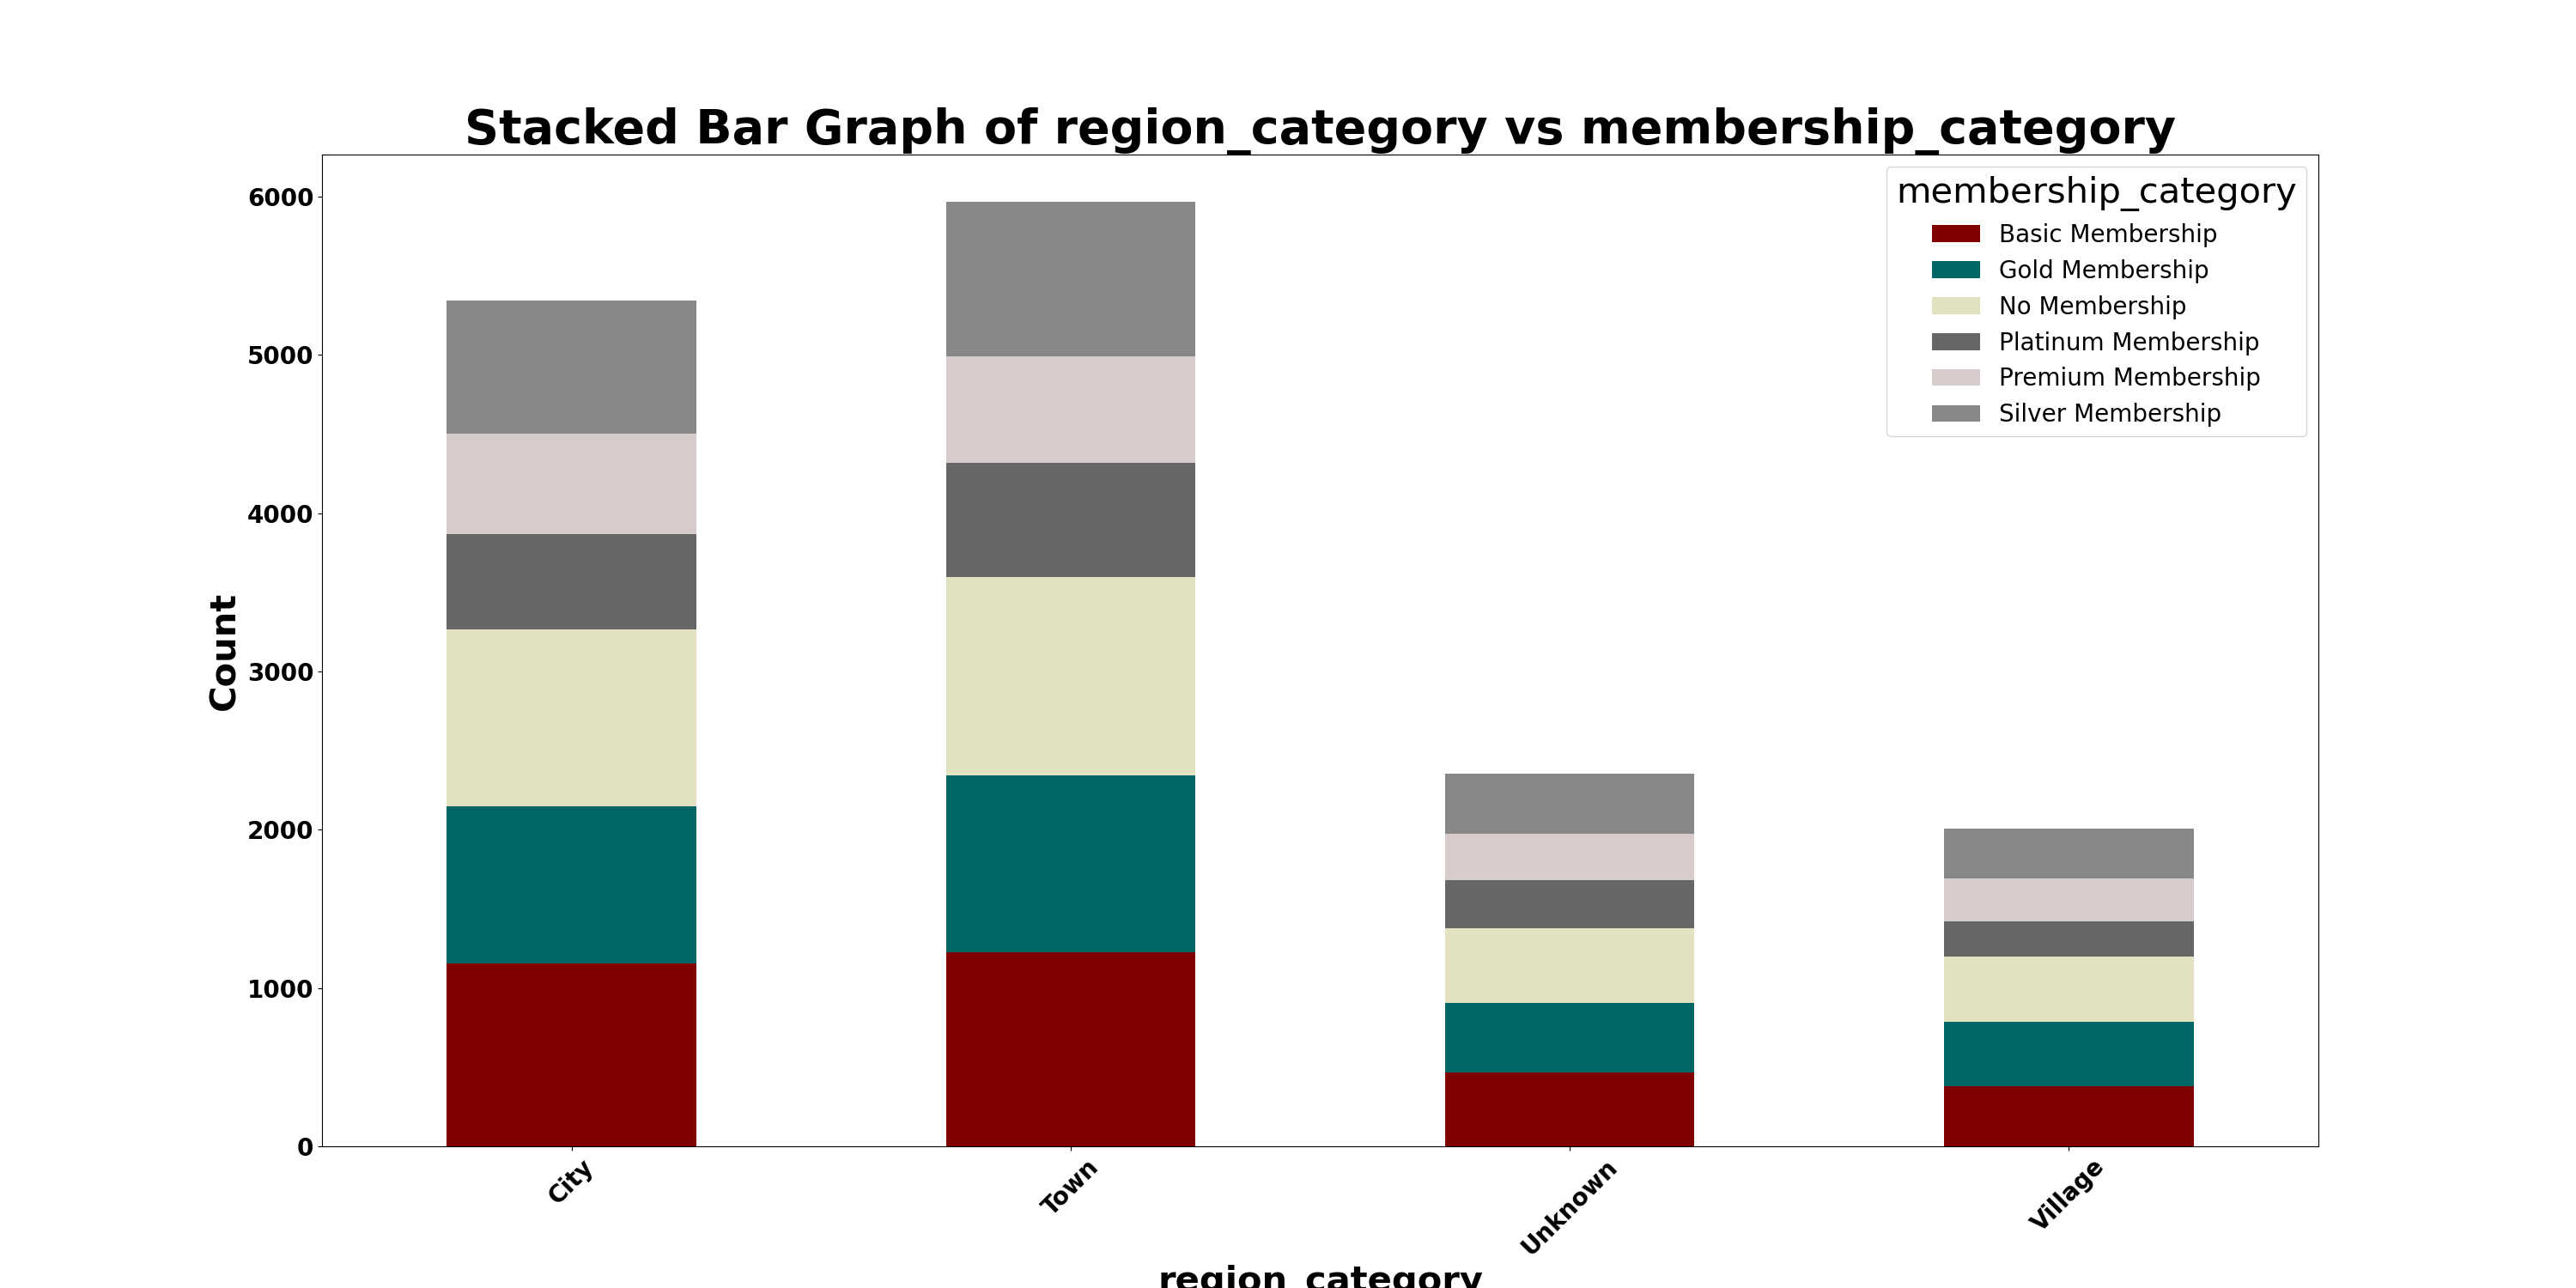 Stacked Bar Graph of region_category vs membership_category
membership_category
Basic Membership
Gold Membership
No Membership
Platinum Membership
Premium Membership
Silver Membership
6000
5000
4000
3000
2000
1000
0
Count
City
Town
Unknown
Village
region_category